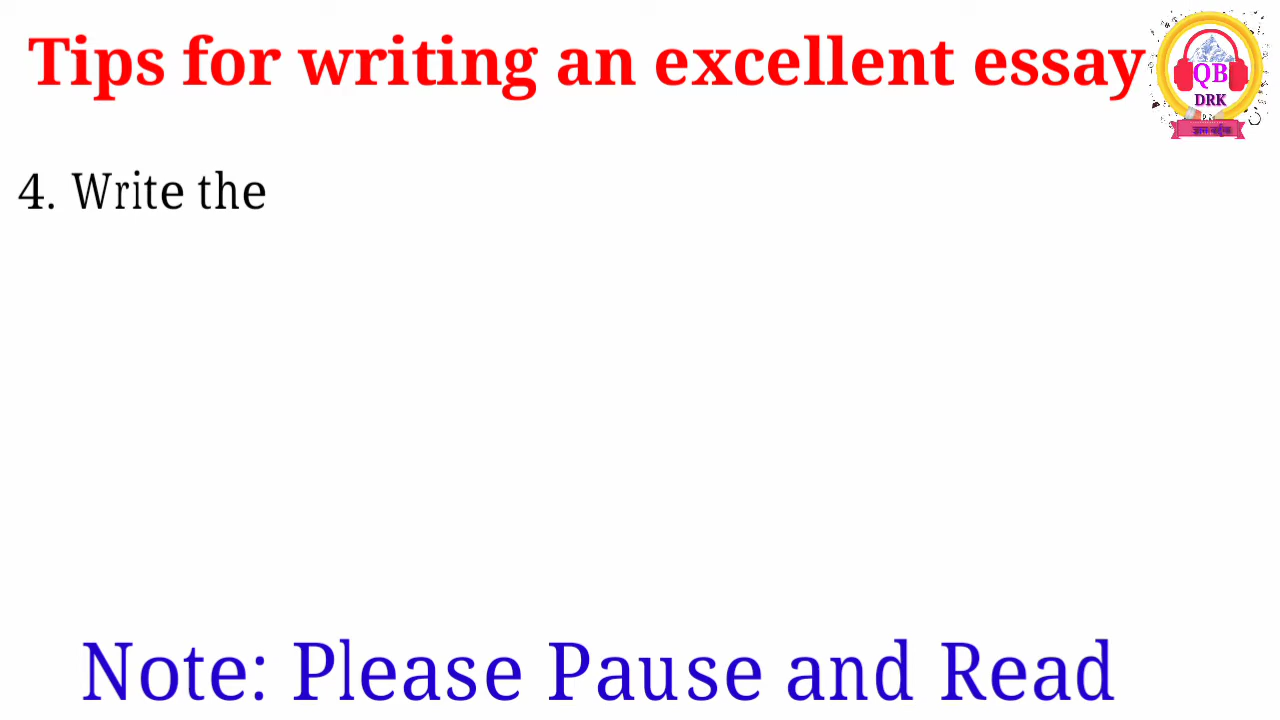 Tips for writing an excellent essay
QB
DRK
4. Write the
Note: Please Pause and Read